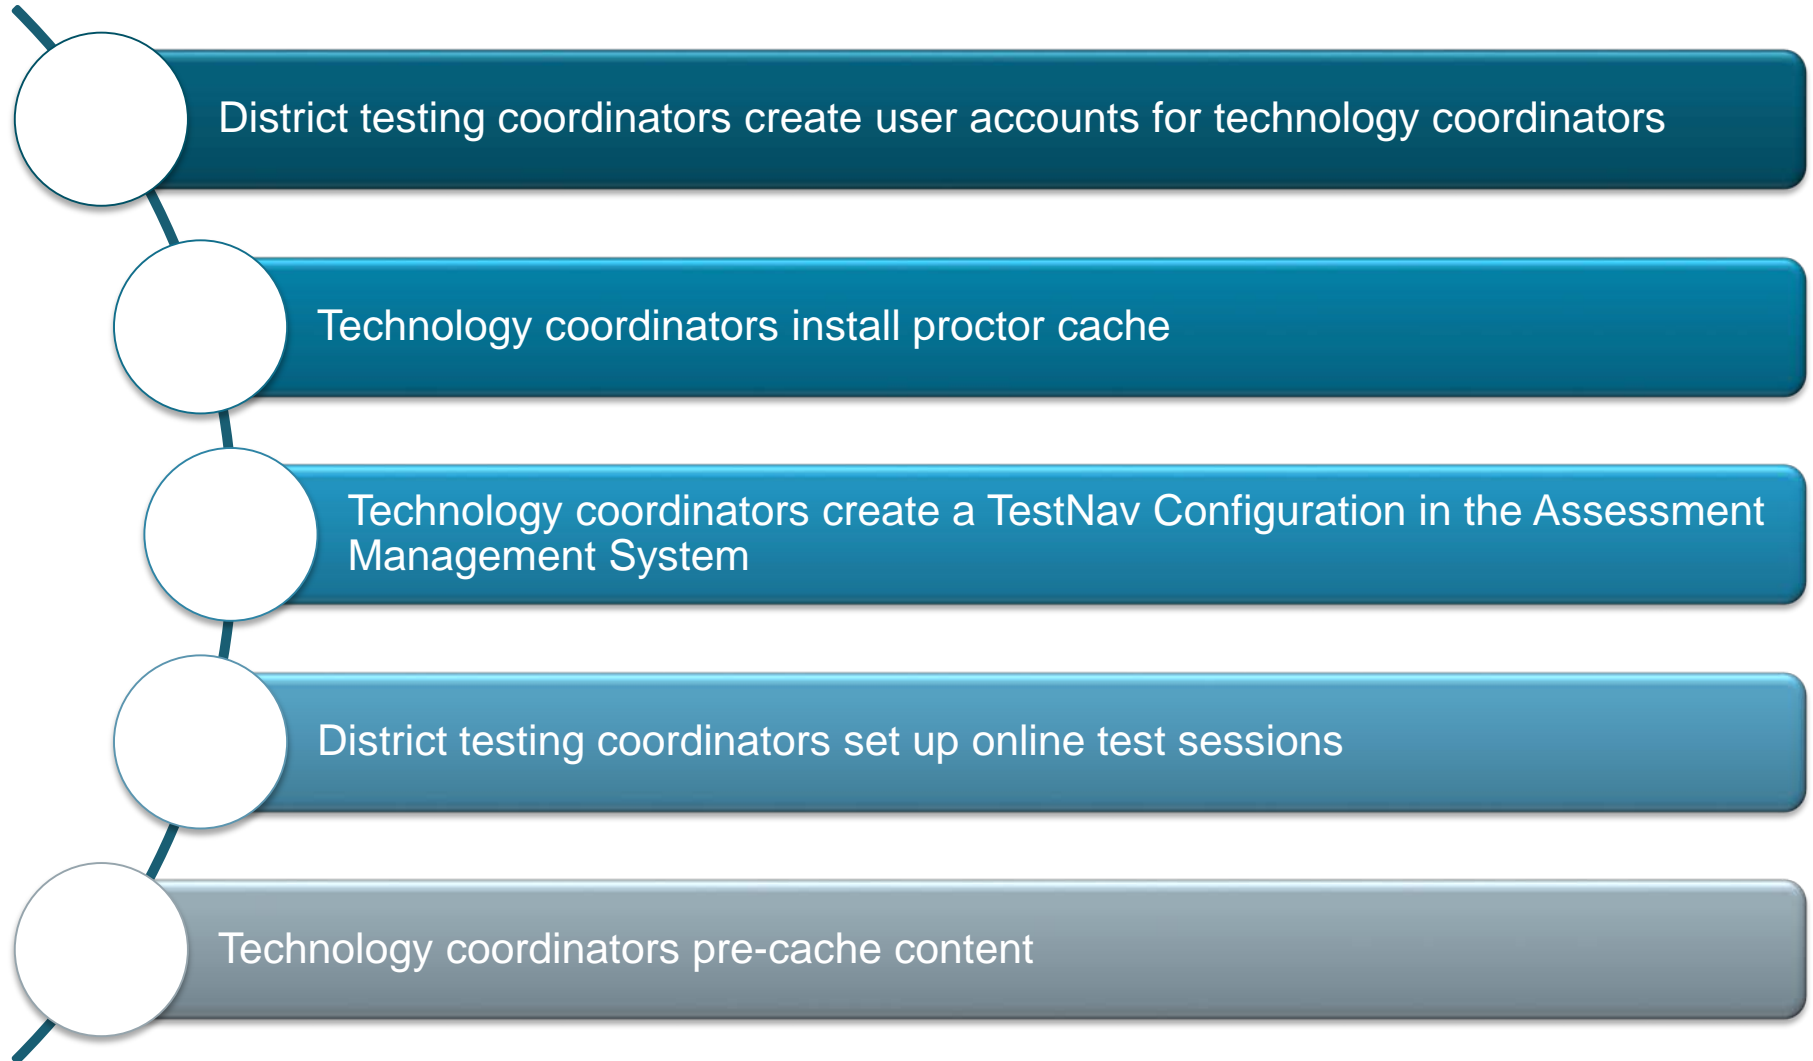 District testing coordinators create user accounts for technology coordinators
Technology coordinators install proctor cache
Technology coordinators create a TestNav Configuration in the Assessment
Management System
District testing coordinators set up online test sessions
Technology coordinators pre-cache content